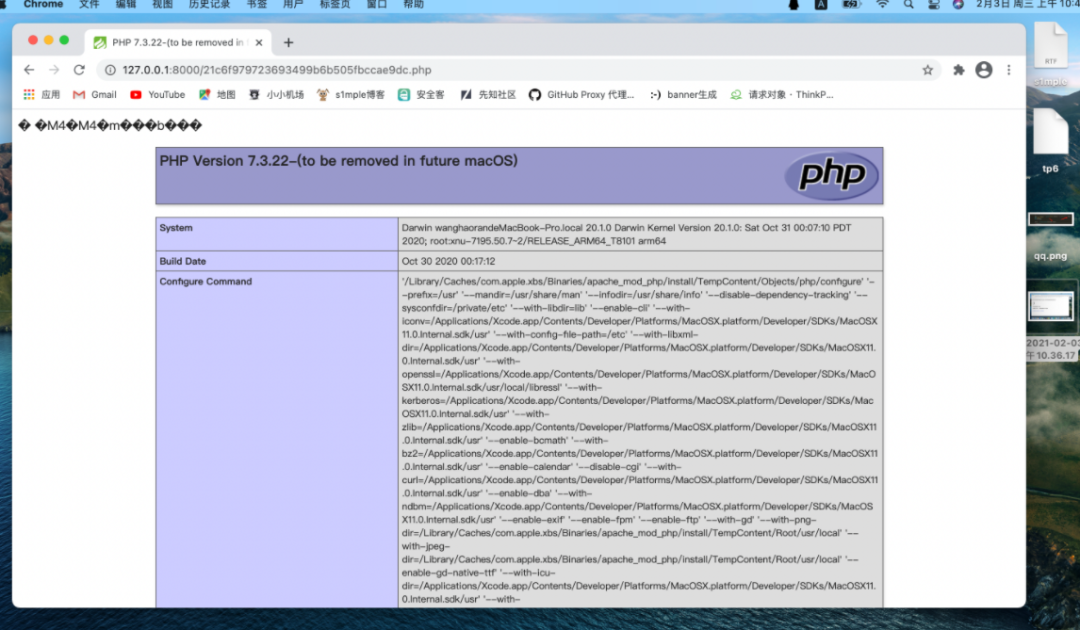 Chrome 文件 编辑 视图 历史记录 书签 用户 标签页 窗口 帮助 2月3日 周三 上午 10:4
PHP 7.3.22-(to be removed in
127.0.0.1:8000/21c6f979723693499b6b505fbccae9dc.php
应用 Gmail YouTube 地图 小小机场 s1mple博客 安全客 先知社区 GitHub Proxy 代理... banner生成 请求对象 · ThinkP...
� �M4�M4�m���b���
PHP Version 7.3.22-(to be removed in future macOS)
php
System
Darwin wanghaorandeMacBook-Pro.local 20.1.0 Darwin Kernel Version 20.1.0: Sat Oct 31 00:07:10 PDT
2020; root:xnu-7195.50.7~2/RELEASE_ARM64_T8101 arm64
Build Date
Oct 30 2020 00:17:12
Configure Command
'/Library/Caches/com.apple.xbs/Binaries/apache_mod_php/install/TempContent/Objects/php/configure' '-
-prefix=/usr' '--mandir=/usr/share/man' '--infodir=/usr/share/info' '--disable-dependency-tracking' '--
sysconfdir=/private/etc' '--with-libdir=lib' '--enable-cli' '--with-
iconv=/Applications/Xcode.app/Contents/Developer/Platforms/MacOSX.platform/Developer/SDKs/MacOSX
11.0.Internal.sdk/usr' '--with-config-file-path=/etc' '--with-libxml-
dir=/Applications/Xcode.app/Contents/Developer/Platforms/MacOSX.platform/Developer/SDKs/MacOSX11.
0.Internal.sdk/usr' '--with-
openssl=/Applications/Xcode.app/Contents/Developer/Platforms/MacOSX.platform/Developer/SDKs/MacO
SX11.0.Internal.sdk/usr/local/libressl' '--with-
kerberos=/Applications/Xcode.app/Contents/Developer/Platforms/MacOSX.platform/Developer/SDKs/Mac
OSX11.0.Internal.sdk/usr' '--with-
zlib=/Applications/Xcode.app/Contents/Developer/Platforms/MacOSX.platform/Developer/SDKs/MacOSX11
.0.Internal.sdk/usr' '--enable-bcmath' '--with-
bz2=/Applications/Xcode.app/Contents/Developer/Platforms/MacOSX.platform/Developer/SDKs/MacOSX11
.0.Internal.sdk/usr' '--enable-calendar' '--disable-cgi' '--with-
curl=/Applications/Xcode.app/Contents/Developer/Platforms/MacOSX.platform/Developer/SDKs/MacOSX11
.0.Internal.sdk/usr' '--enable-dba' '--with-
ndbm=/Applications/Xcode.app/Contents/Developer/Platforms/MacOSX.platform/Developer/SDKs/MacOS
X11.0.Internal.sdk/usr' '--enable-exif' '--enable-fpm' '--enable-ftp' '--with-gd' '--with-png-
dir=/Library/Caches/com.apple.xbs/Binaries/apache_mod_php/install/TempContent/Root/usr/local' '--
with-jpeg-
dir=/Library/Caches/com.apple.xbs/Binaries/apache_mod_php/install/TempContent/Root/usr/local' '--
enable-gd-native-ttf' '--with-icu-
dir=/Applications/Xcode.app/Contents/Developer/Platforms/MacOSX.platform/Developer/SDKs/MacOSX11.
0.Internal.sdk/usr' '--with-
RTF
s1mple
tp6
qq.png
2021-02-03
午10.36.17